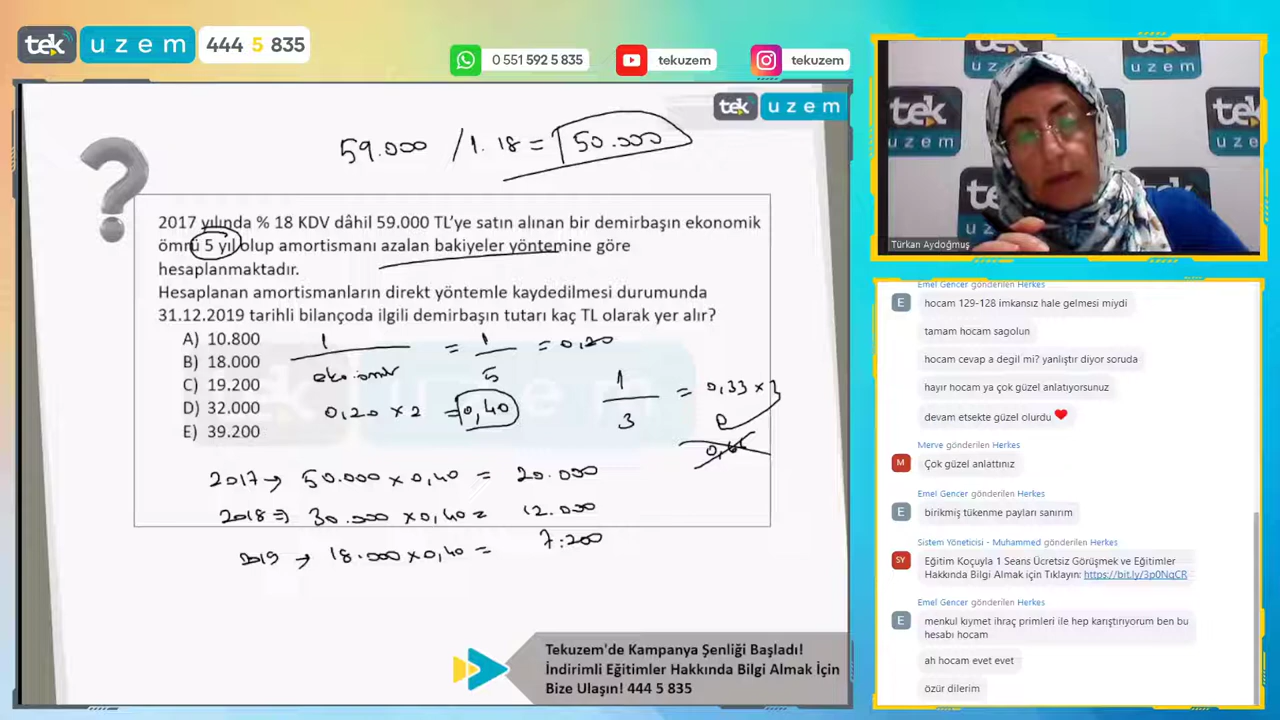 tek uzem 444 5 835
0 551 592 5 835
tekuzem
tekuzem
tek uzem
59.000 / 1.18 = 50.000
2017 yılında % 18 KDV dâhil 59.000 TL'ye satın alınan bir demirbaşın ekonomik
ömrü 5 yıl olup amortismanı azalan bakiyeler yöntemine göre
hesaplanmaktadır.
Hesaplanan amortismanların direkt yöntemle kaydedilmesi durumunda
31.12.2019 tarihli bilançoda ilgili demirbaşın tutarı kaç TL olarak yer alır?
A) 10.800
B) 18.000
C) 19.200
D) 32.000
E) 39.200
1 / eko.ömür = 1 / 5 = 0,20
0,20 × 2 = 0,40
1 / 3 = 0,33 × 2
0,66
2017 → 50.000 × 0,40 = 20.000
2018 ⇒ 30.000 × 0,40 = 12.000
2019 → 18.000 × 0,40 = 7.200
Tekuzem'de Kampanya Şenliği Başladı!
İndirimli Eğitimler Hakkında Bilgi Almak İçin
Bize Ulaşın! 444 5 835
tek uzem
tek
Türkan Aydoğmuş
Emel Gencer gönderilen Herkes
E
hocam 129-128 imkansız hale gelmesi miydi
tamam hocam sagolun
hocam cevap a degil mi? yanlıştır diyor soruda
hayır hocam ya çok güzel anlatıyorsunuz
devam etsekte güzel olurdu ❤
Merve gönderilen Herkes
M
Çok güzel anlattınız
Emel Gencer gönderilen Herkes
E
birikmiş tükenme payları sanırım
Sistem Yöneticisi - Muhammed gönderilen Herkes
SY
Eğitim Koçuyla 1 Seans Ücretsiz Görüşmek ve Eğitimler
Hakkında Bilgi Almak için Tıklayın: https://bit.ly/3p0NqCR
Emel Gencer gönderilen Herkes
E
menkul kıymet ihraç primleri ile hep karıştırıyorum ben bu
hesabı hocam
ah hocam evet evet
özür dilerim